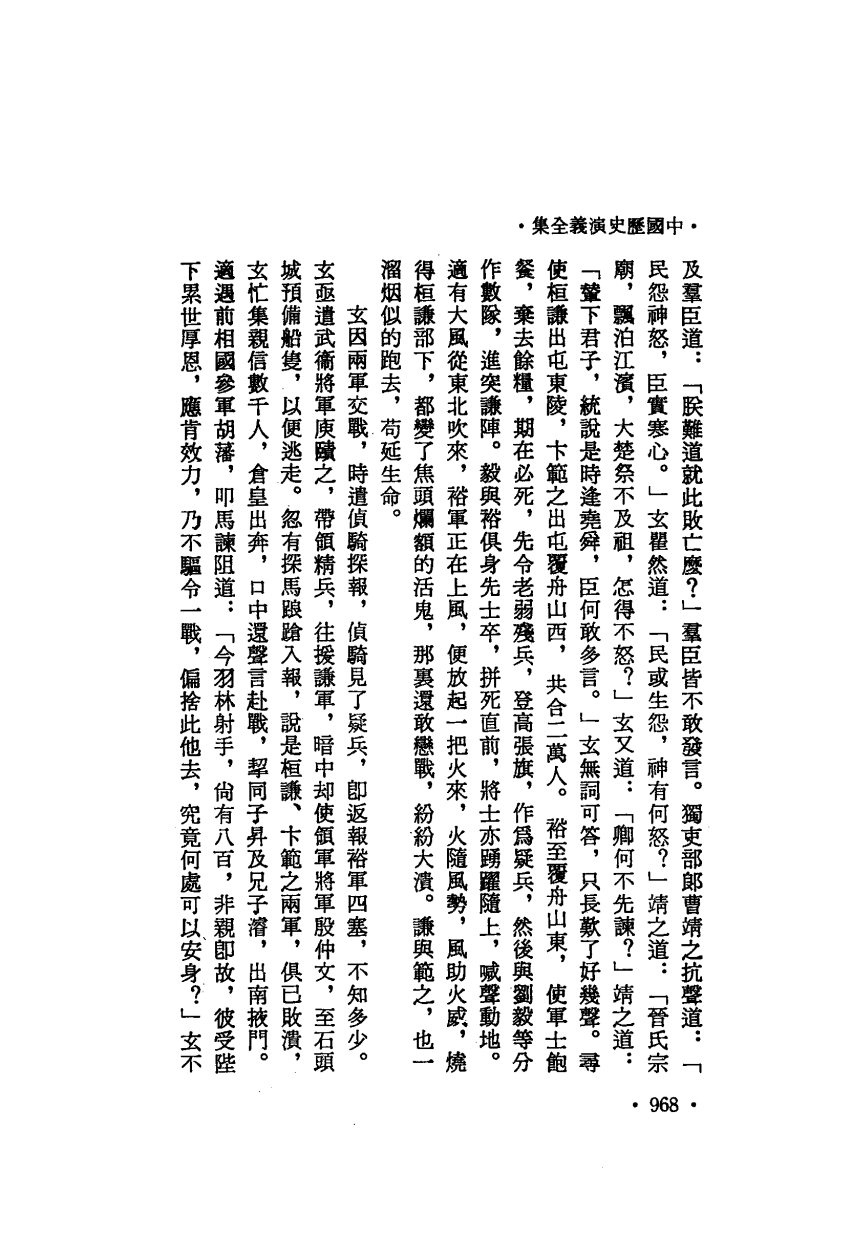 •中國歷史演義全集•
及羣臣道：「朕難道就此敗亡麼？」羣臣皆不敢發言。獨吏部郎曹靖之抗聲道：「
民怨神怒，臣實寒心。」玄瞿然道：「民或生怨，神有何怒？」靖之道：「晉氏宗
廟，飄泊江濱，大楚祭不及祖，怎得不怒？」玄又道：「卿何不先諫？」靖之道：
「輦下君子，統說是時逢堯舜，臣何敢多言。」玄無詞可答，只長歎了好幾聲。尋
使桓謙出屯東陵，卞範之出屯覆舟山西，共合二萬人。裕至覆舟山東，使軍士飽
餐，棄去餘糧，期在必死，先令老弱殘兵，登高張旗，作爲疑兵，然後與劉毅等分
作數隊，進突謙陣。毅與裕俱身先士卒，拼死直前，將士亦踴躍隨上，喊聲動地。
適有大風從東北吹來，裕軍正在上風，便放起一把火來，火隨風勢，風助火威，燒
得桓謙部下，都變了焦頭爛額的活鬼，那裏還敢戀戰，紛紛大潰。謙與範之，也一
溜烟似的跑去，苟延生命。
玄因兩軍交戰，時遣偵騎探報，偵騎見了疑兵，卽返報裕軍四塞，不知多少。
玄亟遣武衞將軍庾賾之，帶領精兵，往援謙軍，暗中却使領軍將軍殷仲文，至石頭
城預備船隻，以便逃走。忽有探馬踉蹌入報，說是桓謙、卞範之兩軍，俱已敗潰，
玄忙集親信數千人，倉皇出奔，口中還聲言赴戰，挈同子昇及兄子濬，出南掖門。
適遇前相國參軍胡藩，叩馬諫阻道：「今羽林射手，尙有八百，非親卽故，彼受陛
下累世厚恩，應肯效力，乃不驅令一戰，偏捨此他去，究竟何處可以安身？」玄不
•968•